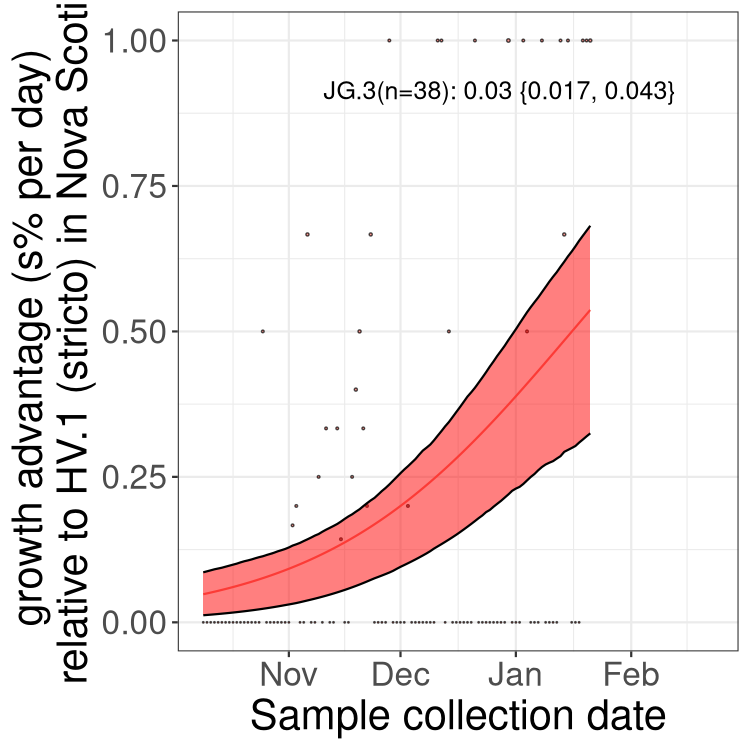 growth advantage (s% per day)
relative to HV.1 (stricto) in Nova Scoti
1.00
0.75
0.50
0.25
0.00
JG.3(n=38): 0.03 {0.017, 0.043}
Nov Dec Jan Feb
Sample collection date